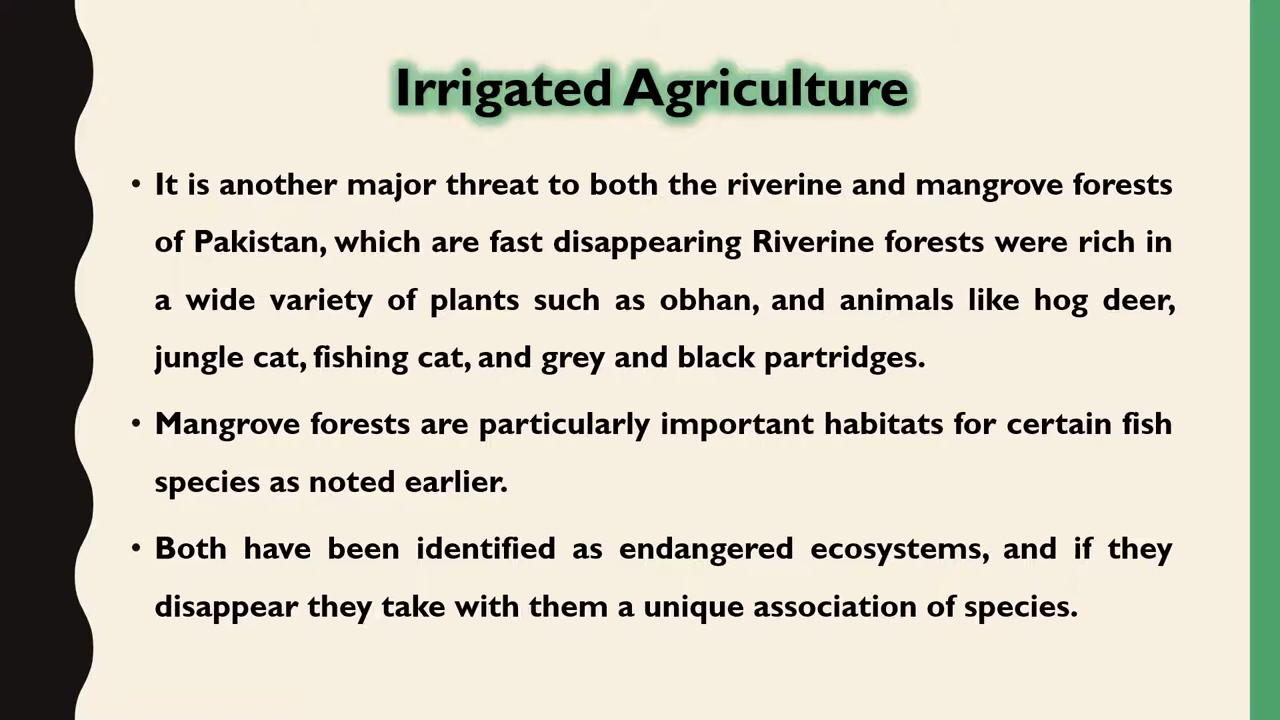 Irrigated Agriculture
• It is another major threat to both the riverine and mangrove forests
of Pakistan, which are fast disappearing Riverine forests were rich in
a wide variety of plants such as obhan, and animals like hog deer,
jungle cat, fishing cat, and grey and black partridges.
• Mangrove forests are particularly important habitats for certain fish
species as noted earlier.
• Both have been identified as endangered ecosystems, and if they
disappear they take with them a unique association of species.